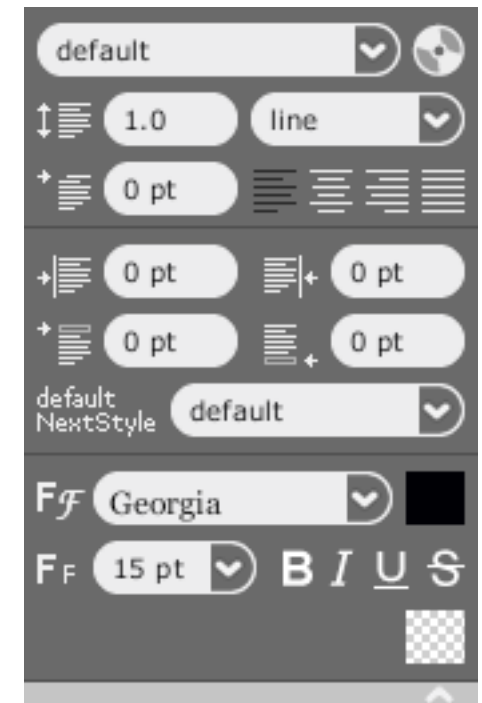 default
1.0 line
0 pt
0 pt 0 pt
0 pt 0 pt
default
NextStyle default
F F Georgia
F F 15 pt B I U S